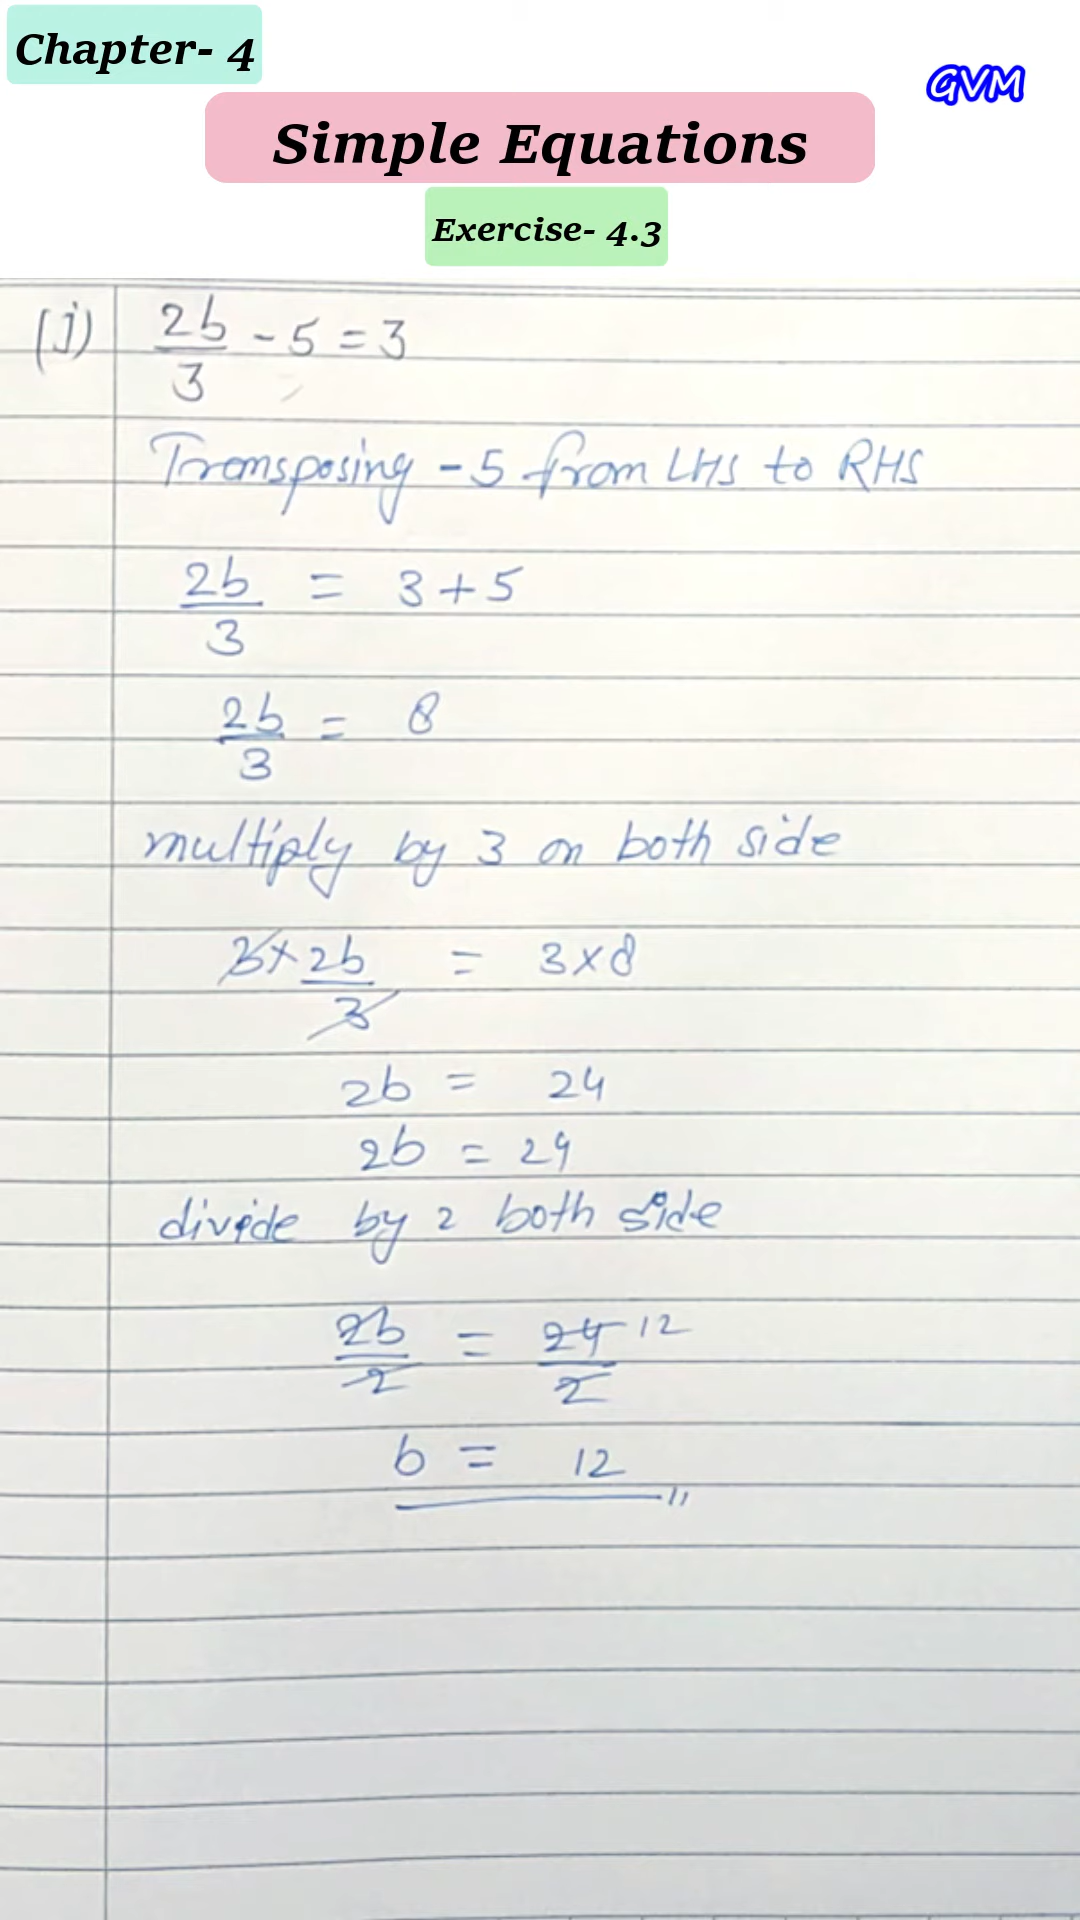 Chapter- 4
GVM
Simple Equations
Exercise- 4.3
(j) 2b/3 - 5 = 3
Transposing -5 from LHS to RHS
2b/3 = 3+5
2b/3 = 8
multiply by 3 on both side
3 × 2b/3 = 3×8
2b = 24
2b = 24
divide by 2 both side
2b/2 = 24/2 12
b = 12